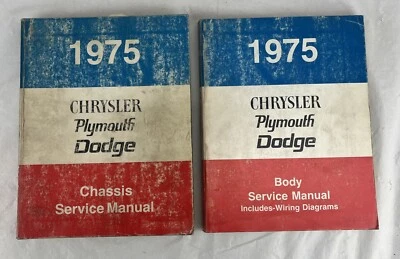 1975
CHRYSLER
Plymouth
Dodge
Chassis
Service Manual
1975
CHRYSLER
Plymouth
Dodge
Body
Service Manual
Includes-Wiring Diagrams